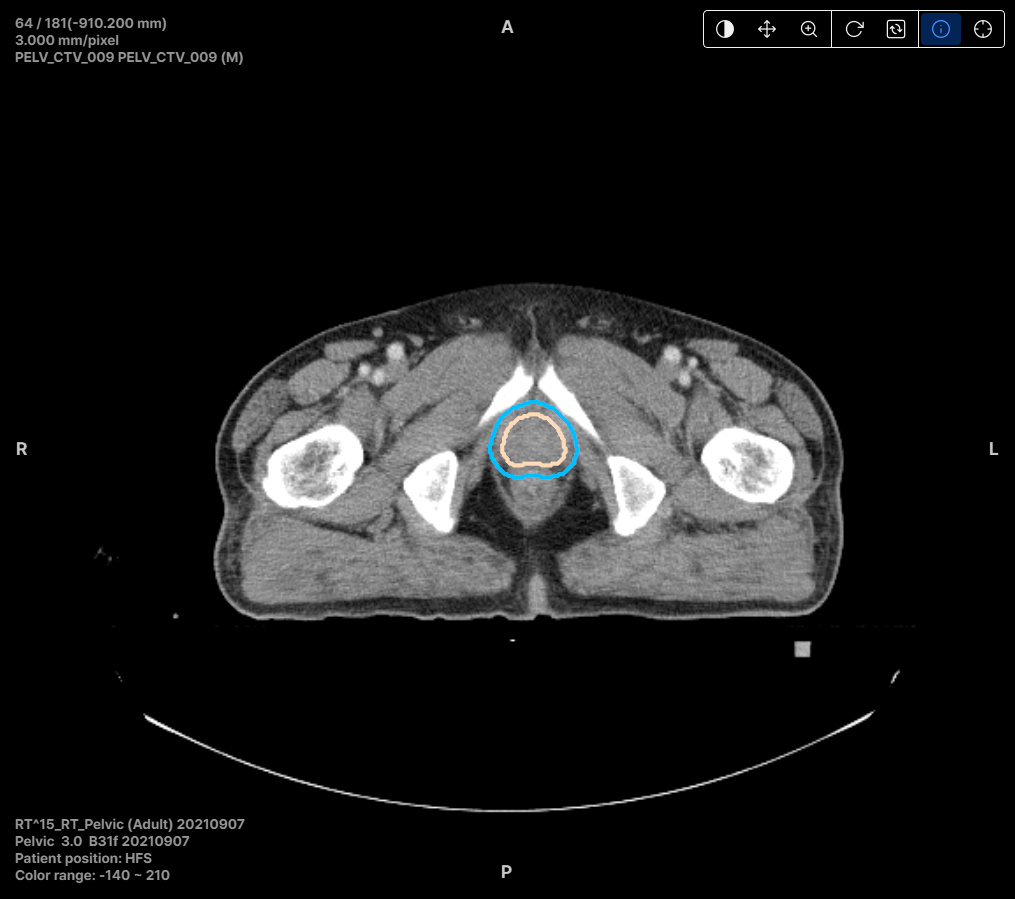 64 / 181(-910.200 mm)
3.000 mm/pixel
PELV_CTV_009 PELV_CTV_009 (M)
A
R
L
RT^15_RT_Pelvic (Adult) 20210907
Pelvic  3.0  B31f 20210907
Patient position: HFS
Color range: -140 ~ 210
P